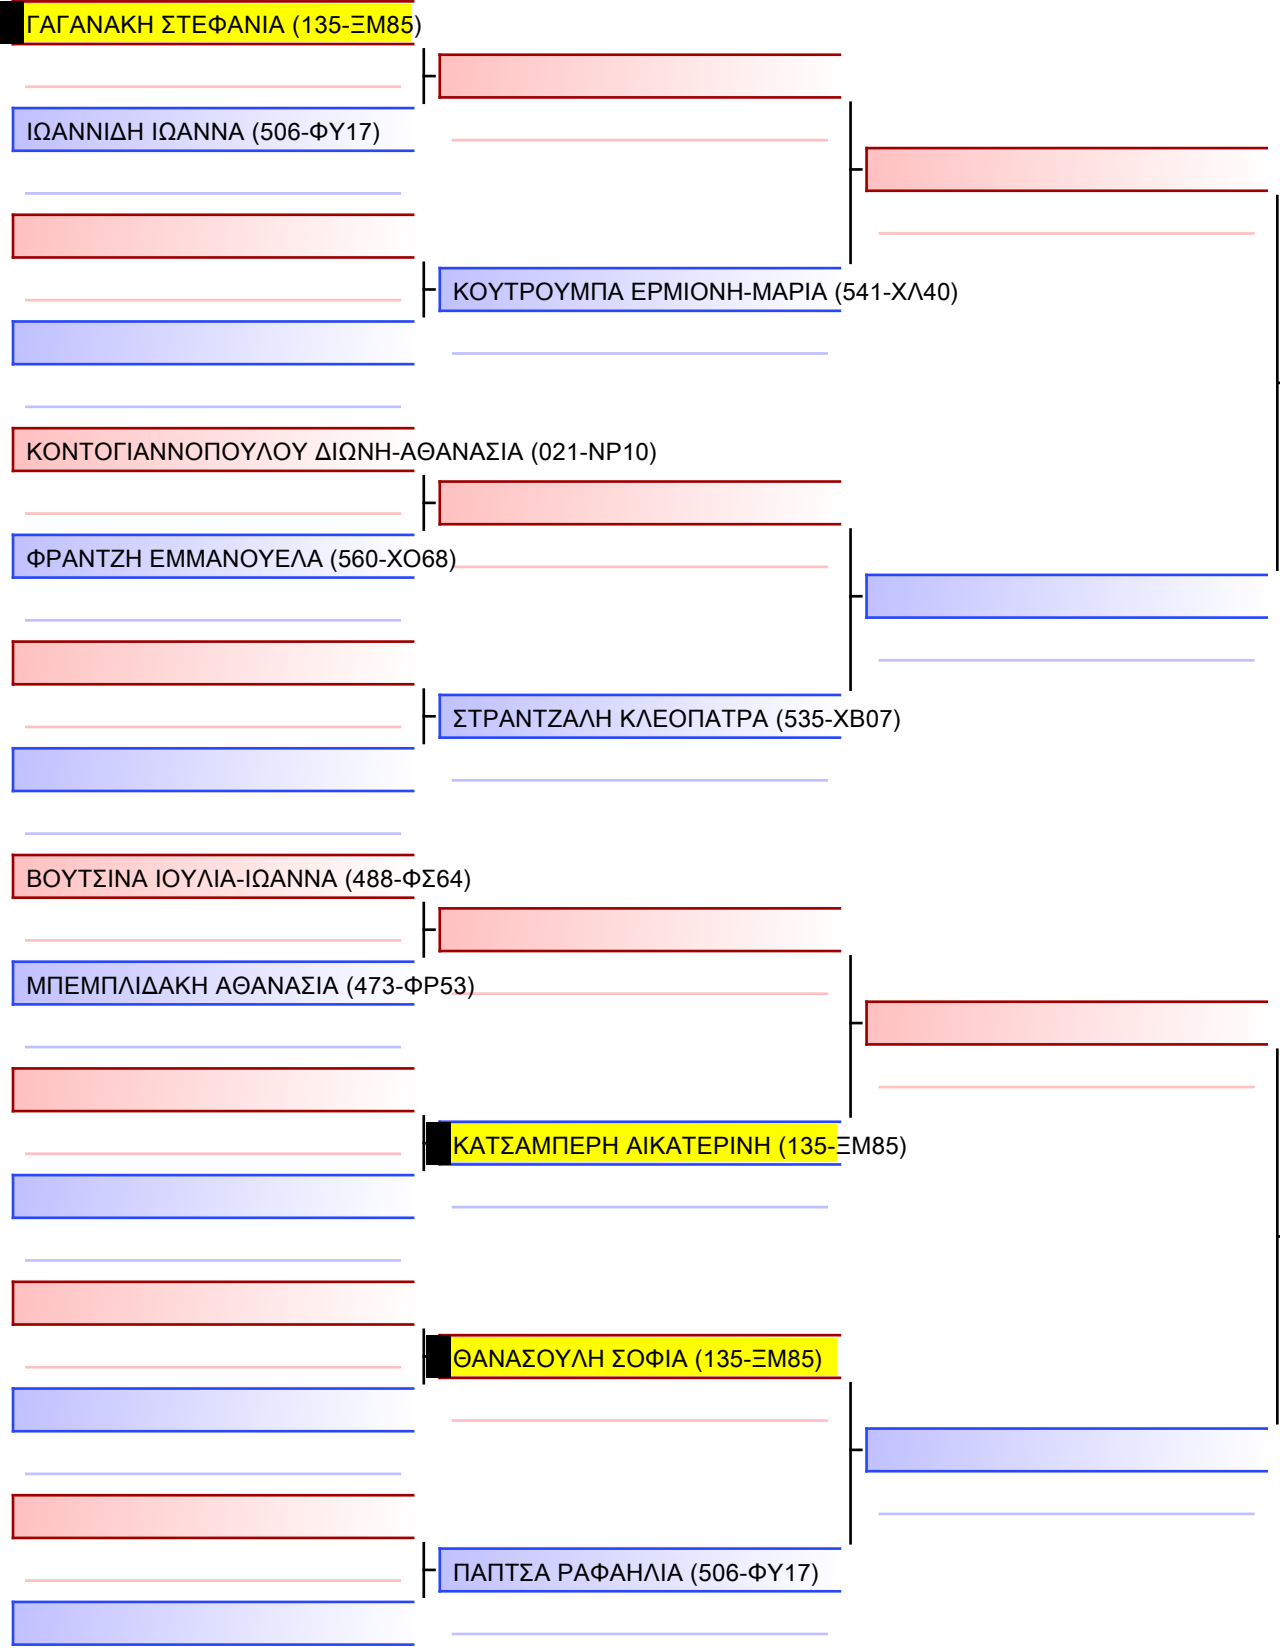 ΓΑΓΑΝΑΚΗ ΣΤΕΦΑΝΙΑ (135-ΞΜ85)
ΙΩΑΝΝΙΔΗ ΙΩΑΝΝΑ (506-ΦΥ17)
ΚΟΥΤΡΟΥΜΠΑ ΕΡΜΙΟΝΗ-ΜΑΡΙΑ (541-ΧΛ40)
ΚΟΝΤΟΓΙΑΝΝΟΠΟΥΛΟΥ ΔΙΩΝΗ-ΑΘΑΝΑΣΙΑ (021-ΝΡ10)
ΦΡΑΝΤΖΗ ΕΜΜΑΝΟΥΕΛΑ (560-ΧΟ68)
ΣΤΡΑΝΤΖΑΛΗ ΚΛΕΟΠΑΤΡΑ (535-ΧΒ07)
ΒΟΥΤΣΙΝΑ ΙΟΥΛΙΑ-ΙΩΑΝΝΑ (488-ΦΣ64)
ΜΠΕΜΠΛΙΔΑΚΗ ΑΘΑΝΑΣΙΑ (473-ΦΡ53)
ΚΑΤΣΑΜΠΕΡΗ ΑΙΚΑΤΕΡΙΝΗ (135-ΞΜ85)
ΘΑΝΑΣΟΥΛΗ ΣΟΦΙΑ (135-ΞΜ85)
ΠΑΠΤΣΑ ΡΑΦΑΗΛΙΑ (506-ΦΥ17)